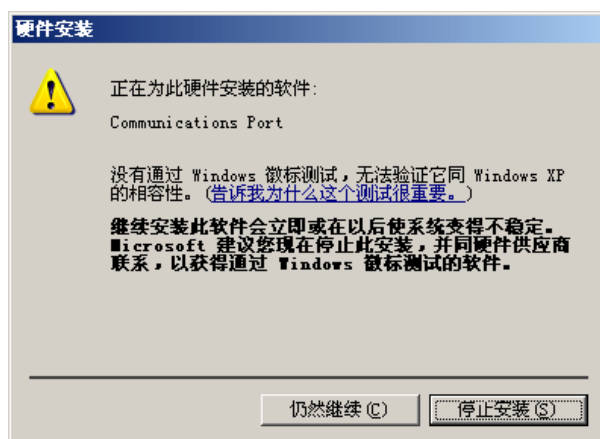 硬件安装
正在为此硬件安装的软件:
Communications Port
没有通过 Windows 徽标测试，无法验证它同 Windows XP
的相容性。(告诉我为什么这个测试很重要。)
继续安装此软件会立即或在以后使系统变得不稳定。
Microsoft 建议您现在停止此安装，并同硬件供应商
联系，以获得通过 Windows 徽标测试的软件。
仍然继续(C)
停止安装(S)